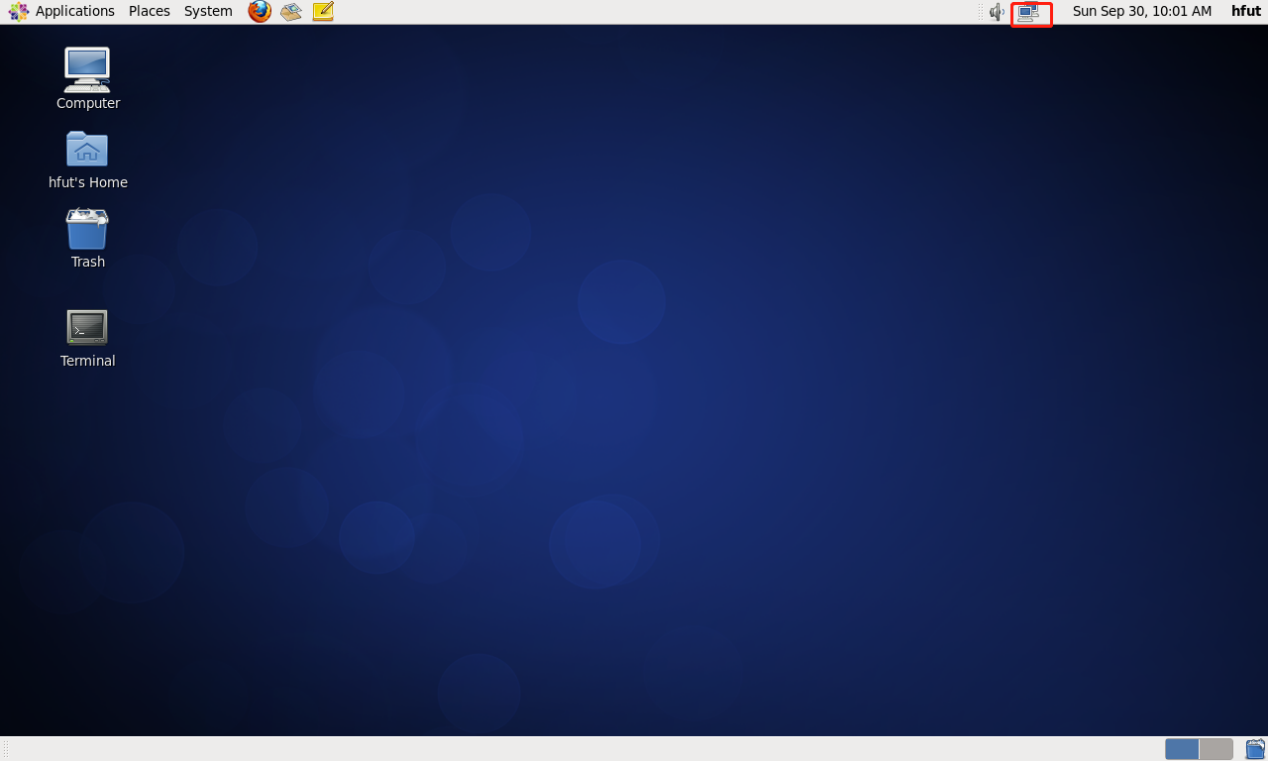 Applications Places System Sun Sep 30, 10:01 AM hfut
Computer
hfut's Home
Trash
Terminal